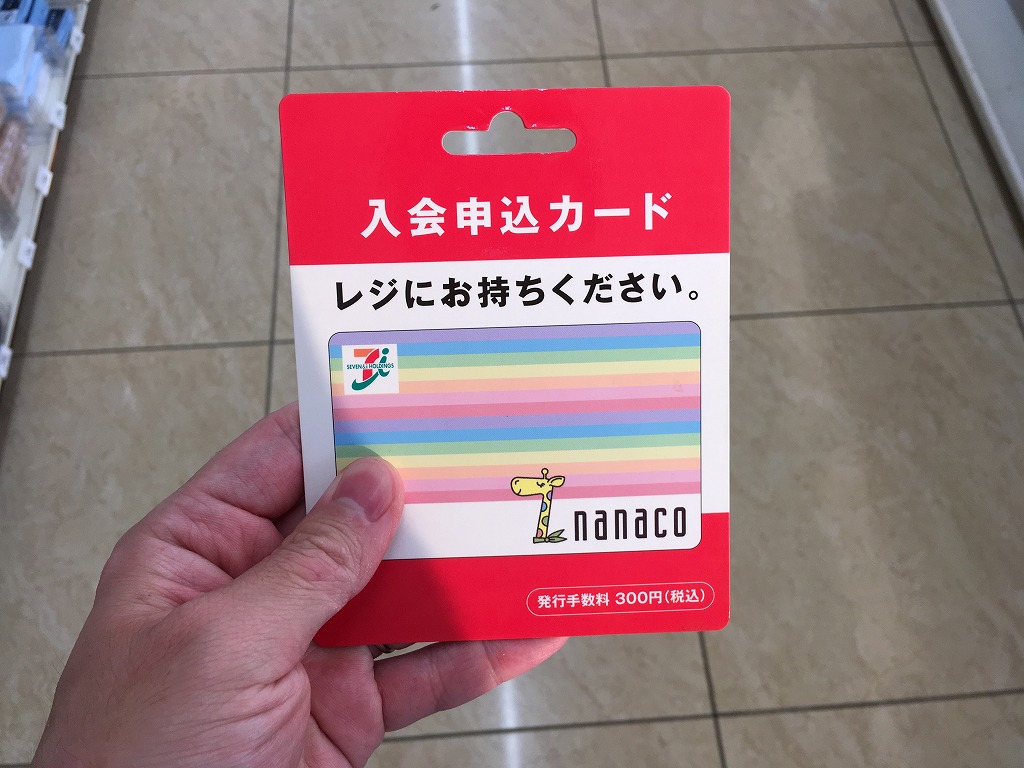 入会申込カード
レジにお持ちください。
SEVEN & i HOLDINGS
nanaco
発行手数料 300円(税込)